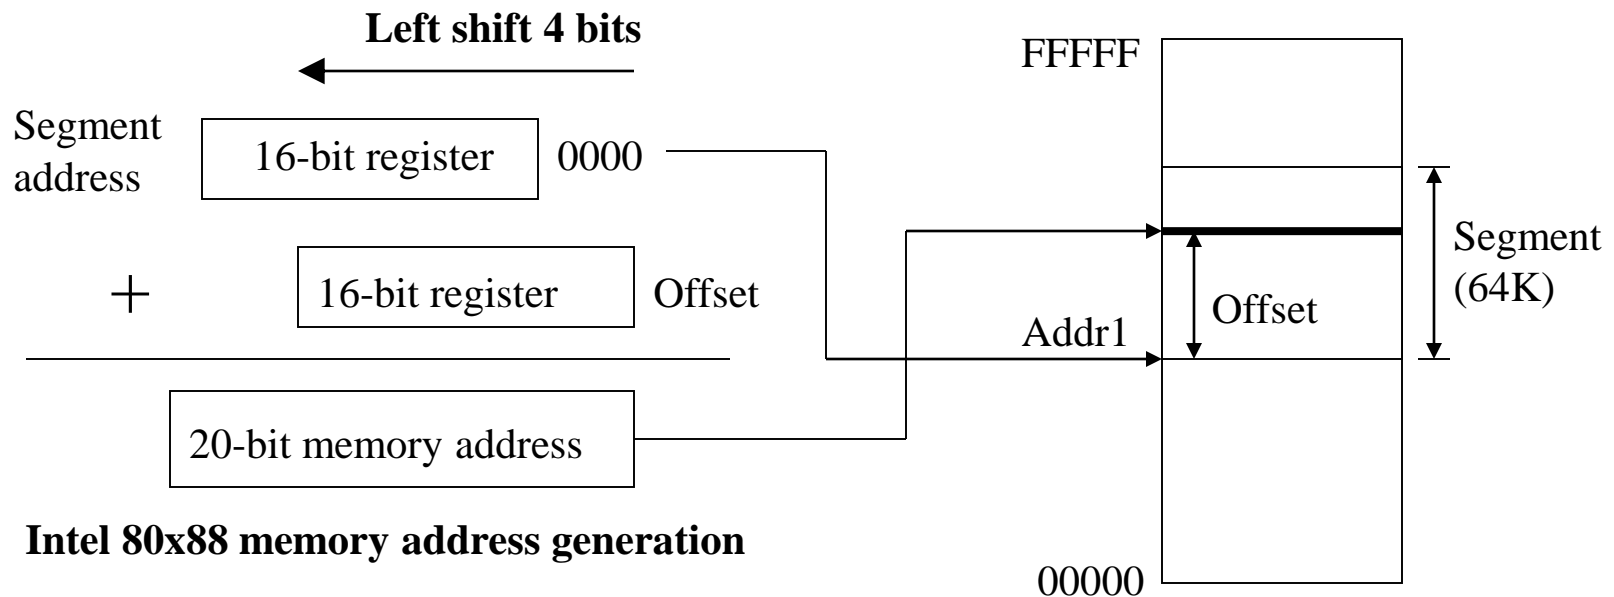 Left shift 4 bits
FFFFF
Segment
address
16-bit register
0000
+
16-bit register
Offset
Addr1
Offset
Segment
(64K)
20-bit memory address
Intel 80x88 memory address generation
00000